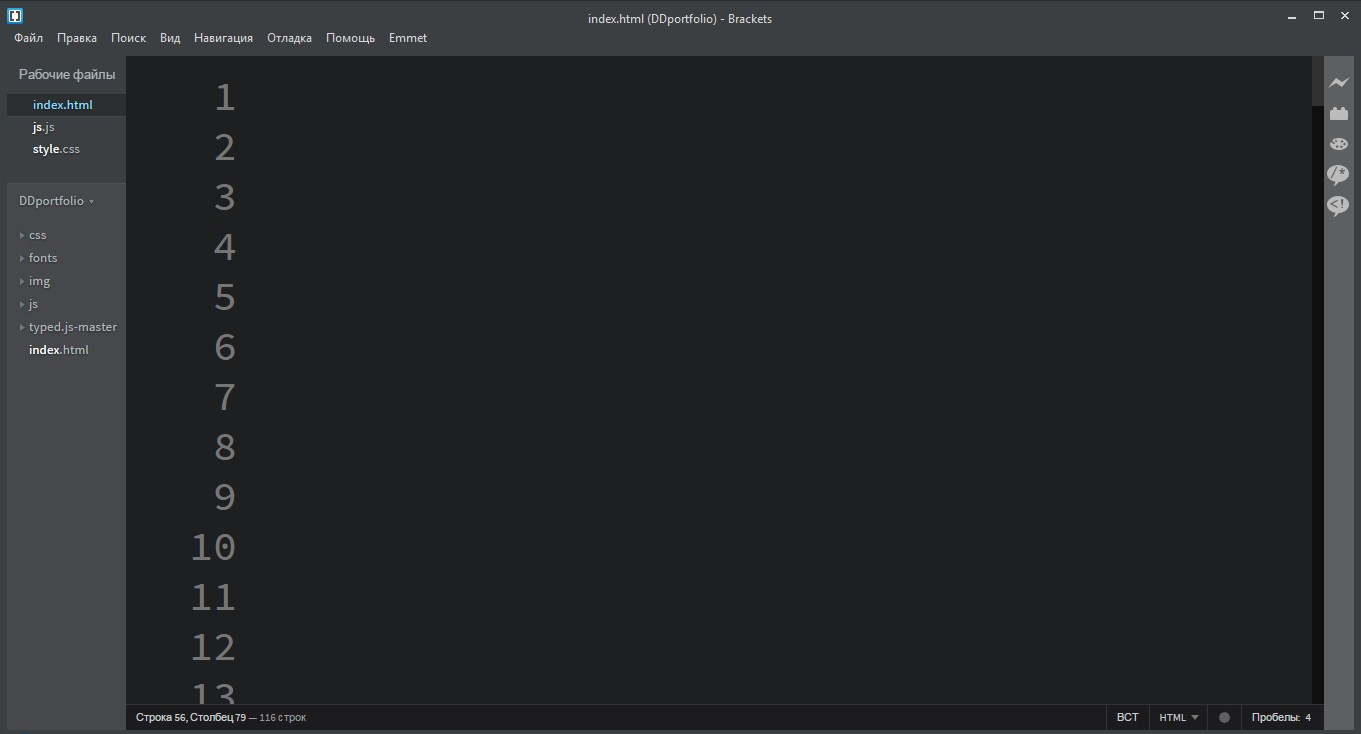 index.html (DDportfolio) - Brackets
Файл Правка Поиск Вид Навигация Отладка Помощь Emmet
Рабочие файлы
index.html
js.js
style.css
DDportfolio
css
fonts
img
js
typed.js-master
index.html
1
2
3
4
5
6
7
8
9
10
11
12
13
/*
<!
Строка 56, Столбец 79 — 116 строк
ВСТ HTML Пробелы: 4